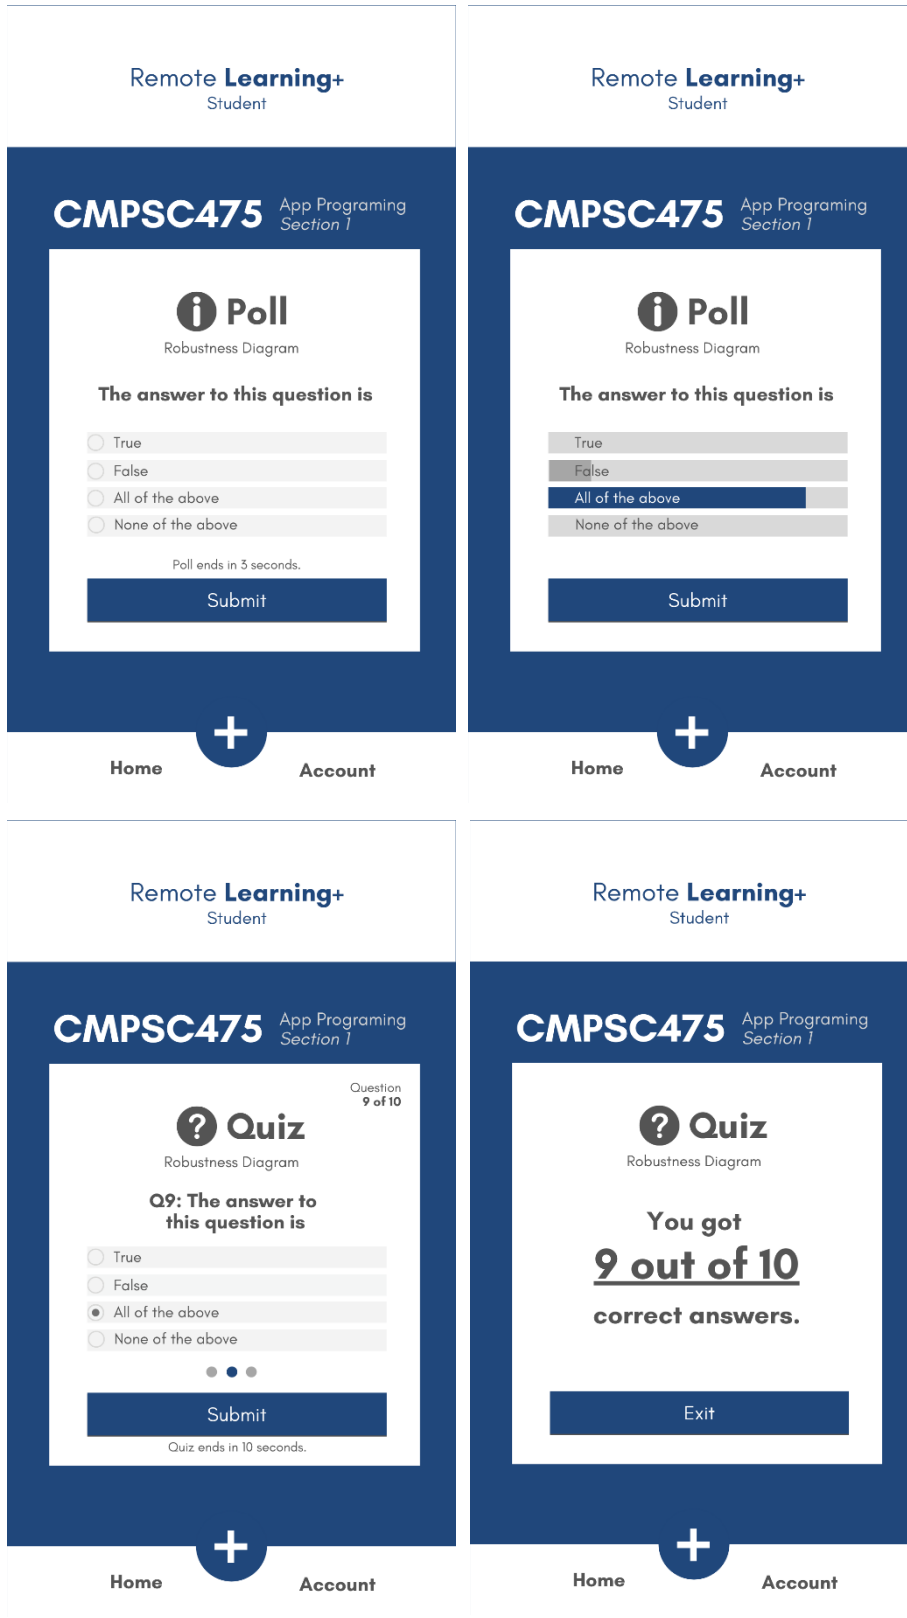 Remote Learning+
Student
CMPSC475
App Programing
Section 1
Poll
Robustness Diagram
The answer to this question is
True
False
All of the above
None of the above
Poll ends in 3 seconds.
Submit
Home
Account
Remote Learning+
Student
CMPSC475
App Programing
Section 1
Poll
Robustness Diagram
The answer to this question is
True
False
All of the above
None of the above
Submit
Home
Account
Remote Learning+
Student
CMPSC475
App Programing
Section 1
Question
9 of 10
Quiz
Robustness Diagram
Q9: The answer to
this question is
True
False
All of the above
None of the above
Submit
Quiz ends in 10 seconds.
Home
Account
Remote Learning+
Student
CMPSC475
App Programing
Section 1
Quiz
Robustness Diagram
You got
9 out of 10
correct answers.
Exit
Home
Account